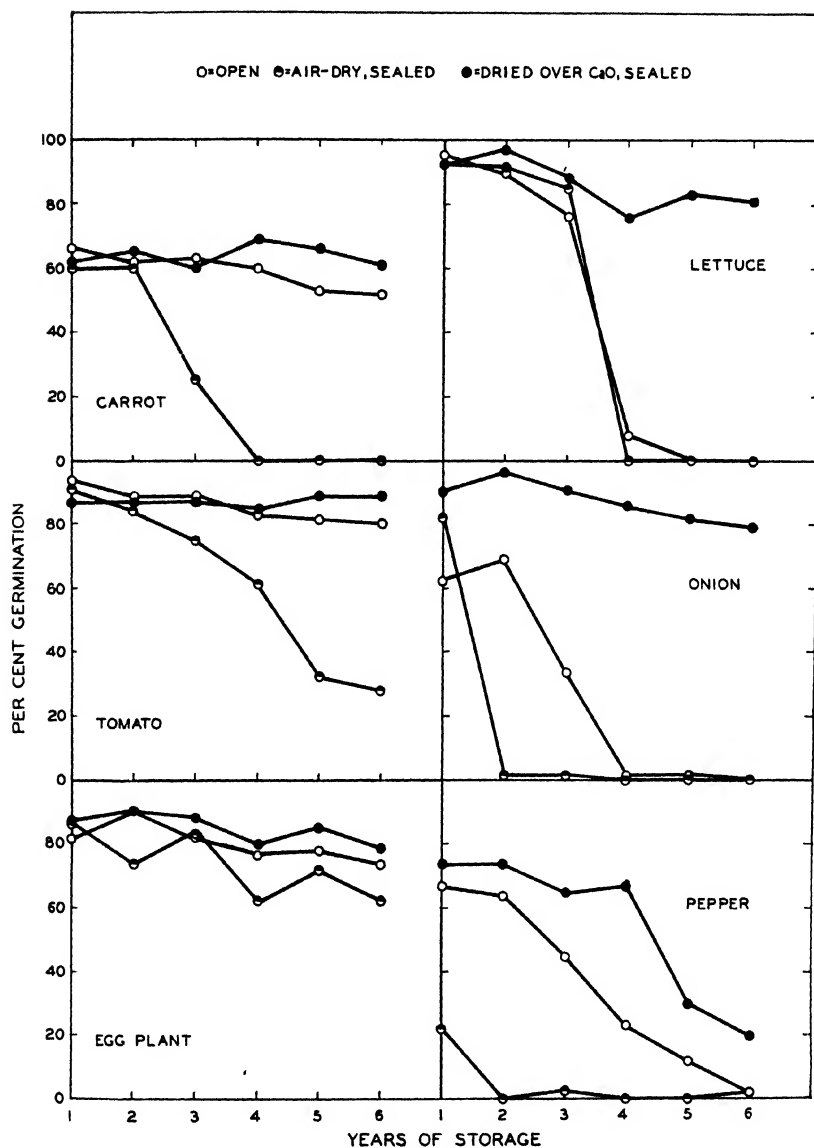 O=OPEN ◓=AIR-DRY, SEALED ●=DRIED OVER CaO, SEALED
100
80
60
40
20
0
CARROT
LETTUCE
80
60
40
20
0
TOMATO
ONION
PER CENT GERMINATION
80
60
40
20
0
EGG PLANT
PEPPER
1 2 3 4 5 6 1 2 3 4 5 6
YEARS OF STORAGE